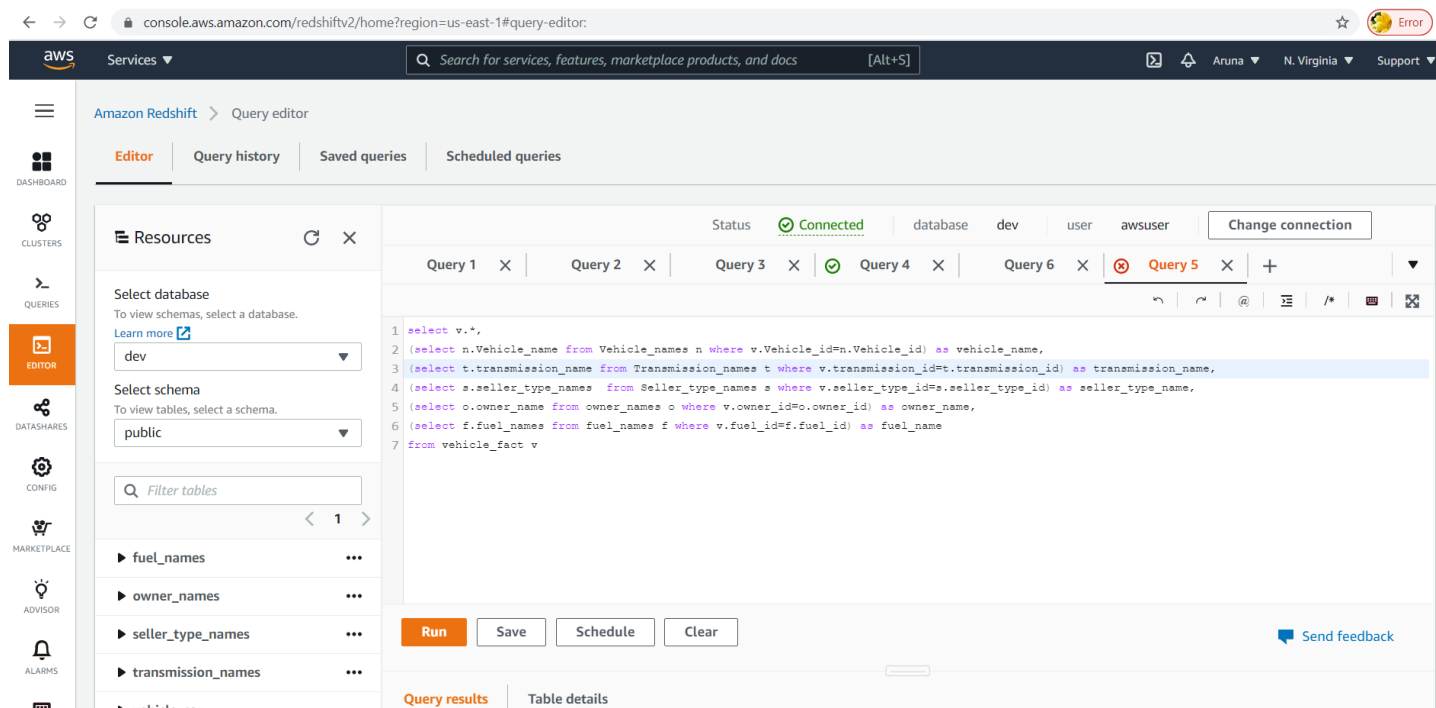 console.aws.amazon.com/redshiftv2/home?region=us-east-1#query-editor:
Error
aws
Services
Search for services, features, marketplace products, and docs
[Alt+S]
Aruna
N. Virginia
Support
Amazon Redshift > Query editor
Editor
Query history
Saved queries
Scheduled queries
DASHBOARD
CLUSTERS
QUERIES
EDITOR
DATASHARES
CONFIG
MARKETPLACE
ADVISOR
ALARMS
Resources
Select database
To view schemas, select a database.
Learn more
dev
Select schema
To view tables, select a schema.
public
Filter tables
1
fuel_names
owner_names
seller_type_names
transmission_names
Status
Connected
database
dev
user
awsuser
Change connection
Query 1
Query 2
Query 3
Query 4
Query 6
Query 5
@
/*
1 select v.*,
2 (select n.Vehicle_name from Vehicle_names n where v.Vehicle_id=n.Vehicle_id) as vehicle_name,
3 (select t.transmission_name from Transmission_names t where v.transmission_id=t.transmission_id) as transmission_name,
4 (select s.seller_type_names  from Seller_type_names s where v.seller_type_id=s.seller_type_id) as seller_type_name,
5 (select o.owner_name from owner_names o where v.owner_id=o.owner_id) as owner_name,
6 (select f.fuel_names from fuel_names f where v.fuel_id=f.fuel_id) as fuel_name
7 from vehicle_fact v
Run
Save
Schedule
Clear
Send feedback
Query results
Table details